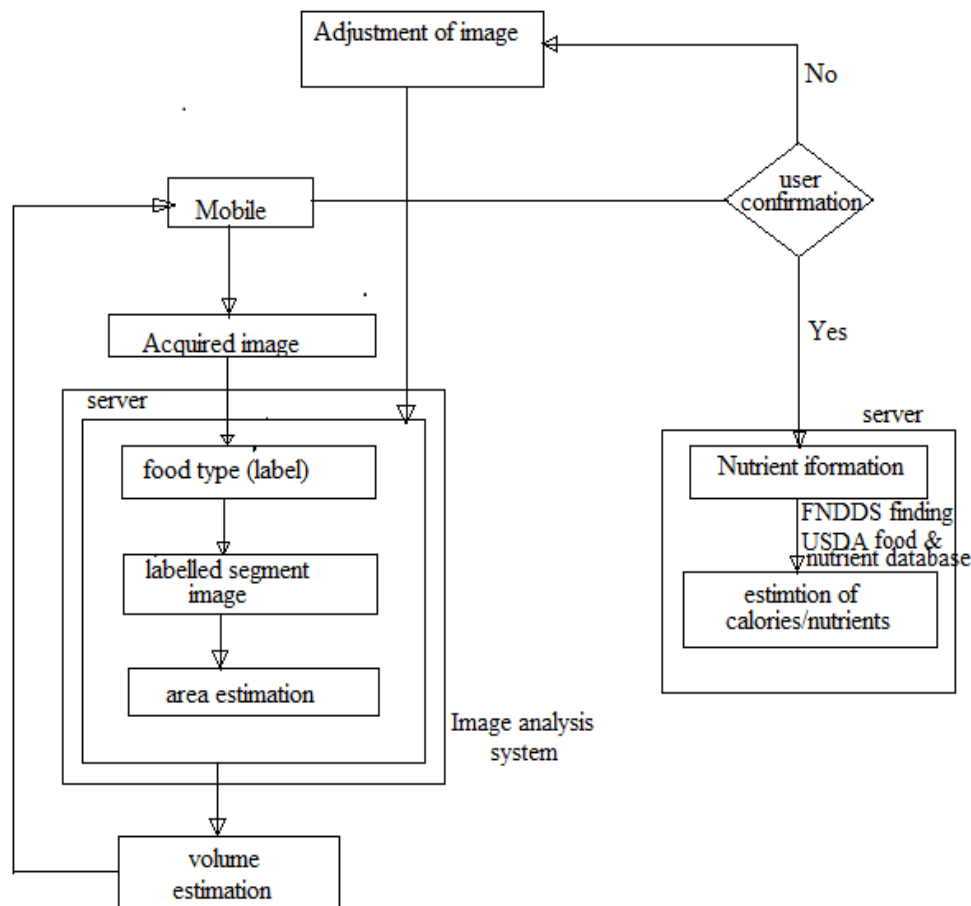 Adjustment of image
No
user
confirmation
Mobile
Yes
Acquired image
server
server
food type (label)
Nutrient iformation
FNDDS finding
USDA food &
nutrient database
labelled segment
image
estimtion of
calories/nutrients
area estimation
Image analysis
system
volume
estimation